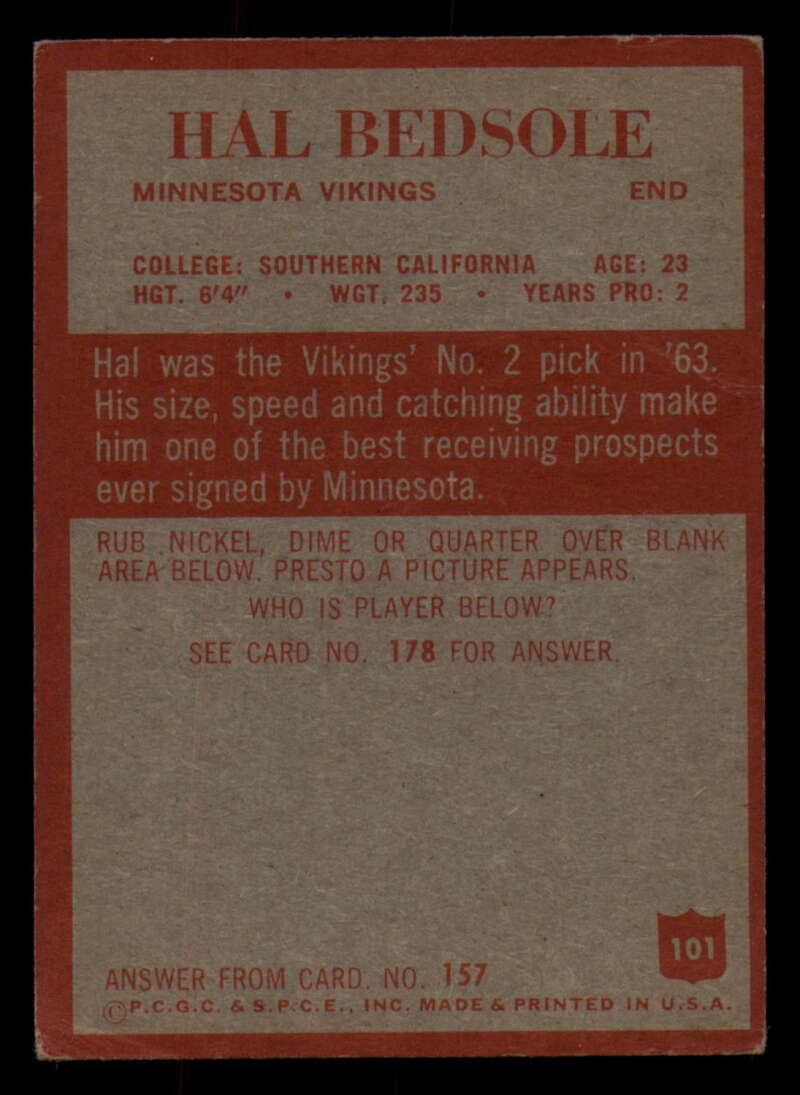 HAL BEDSOLE
MINNESOTA VIKINGS END
COLLEGE: SOUTHERN CALIFORNIA AGE: 23
HGT. 6'4" • WGT. 235 • YEARS PRO: 2
Hal was the Vikings' No. 2 pick in '63.
His size, speed and catching ability make
him one of the best receiving prospects
ever signed by Minnesota.
RUB NICKEL, DIME OR QUARTER OVER BLANK
AREA BELOW. PRESTO A PICTURE APPEARS.
WHO IS PLAYER BELOW?
SEE CARD NO. 178 FOR ANSWER.
101
ANSWER FROM CARD. NO. 157
©P.C.G.C. & S.P.C.E., INC. MADE & PRINTED IN U.S.A.